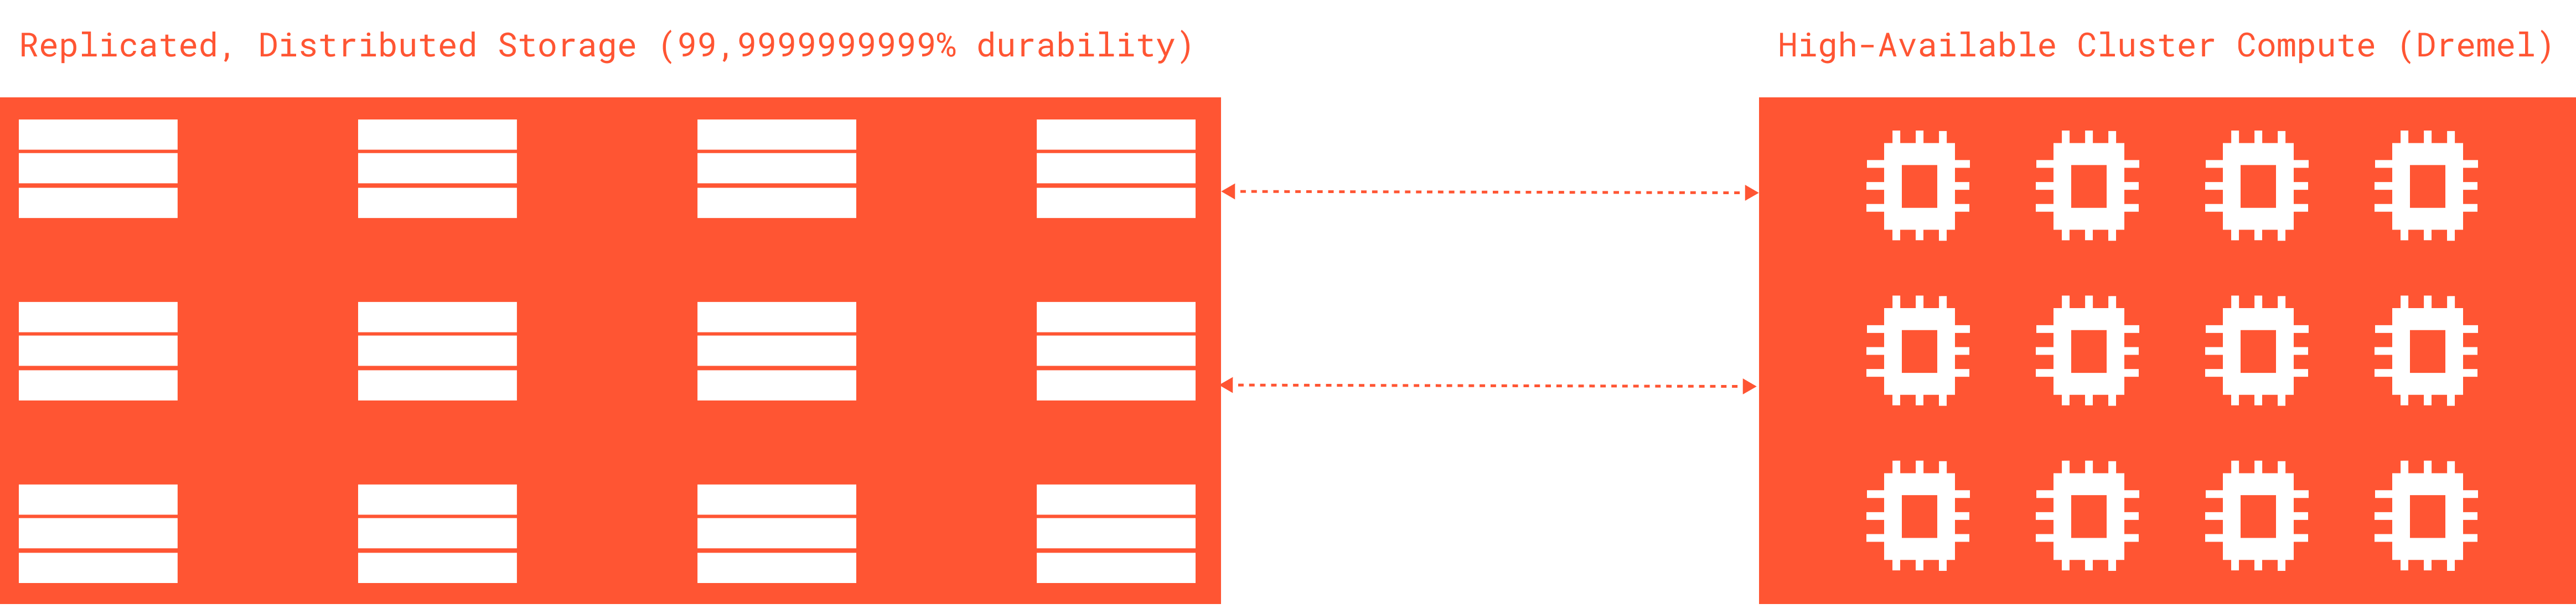 Replicated, Distributed Storage (99,9999999999% durability)
High-Available Cluster Compute (Dremel)